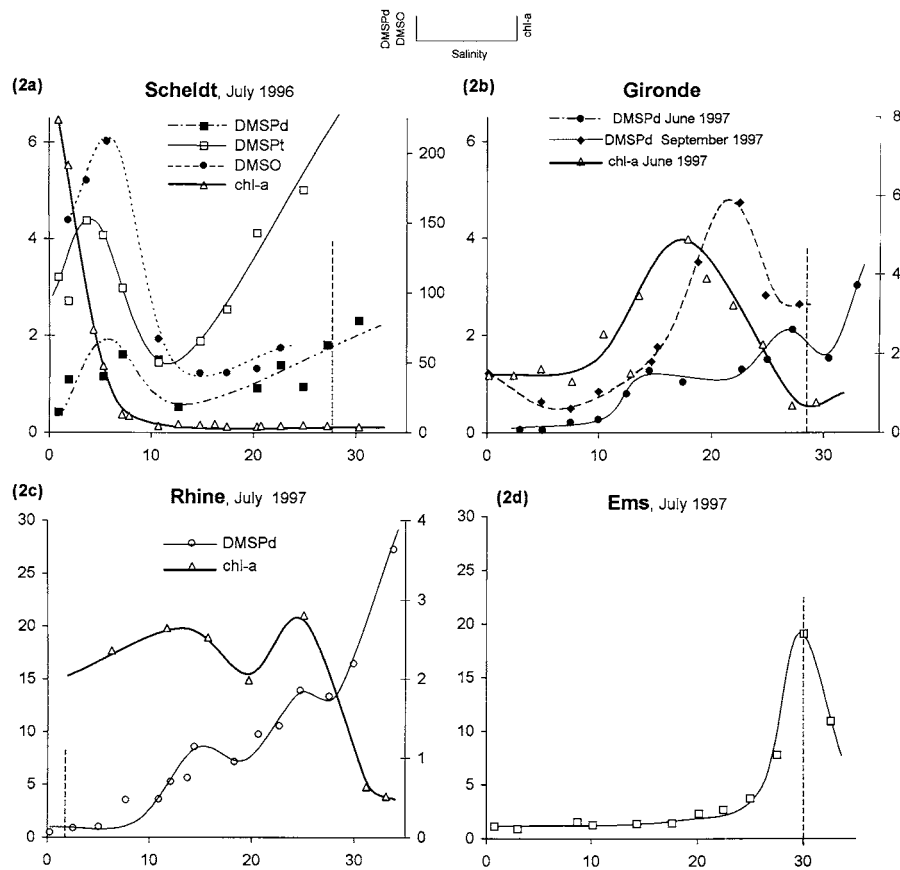 DMSPd
DMSO
chl-a
Salinity
(2a)
Scheldt, July 1996
DMSPd
DMSPt
DMSO
chl-a
6
4
2
0
200
150
100
50
0
0
10
20
30
(2b)
Gironde
DMSPd June 1997
DMSPd September 1997
chl-a June 1997
6
4
2
0
8
6
4
2
0
0
10
20
30
(2c)
Rhine, July 1997
DMSPd
chl-a
30
25
20
15
10
5
0
4
3
2
1
0
0
10
20
30
(2d)
Ems, July 1997
30
25
20
15
10
5
0
0
10
20
30